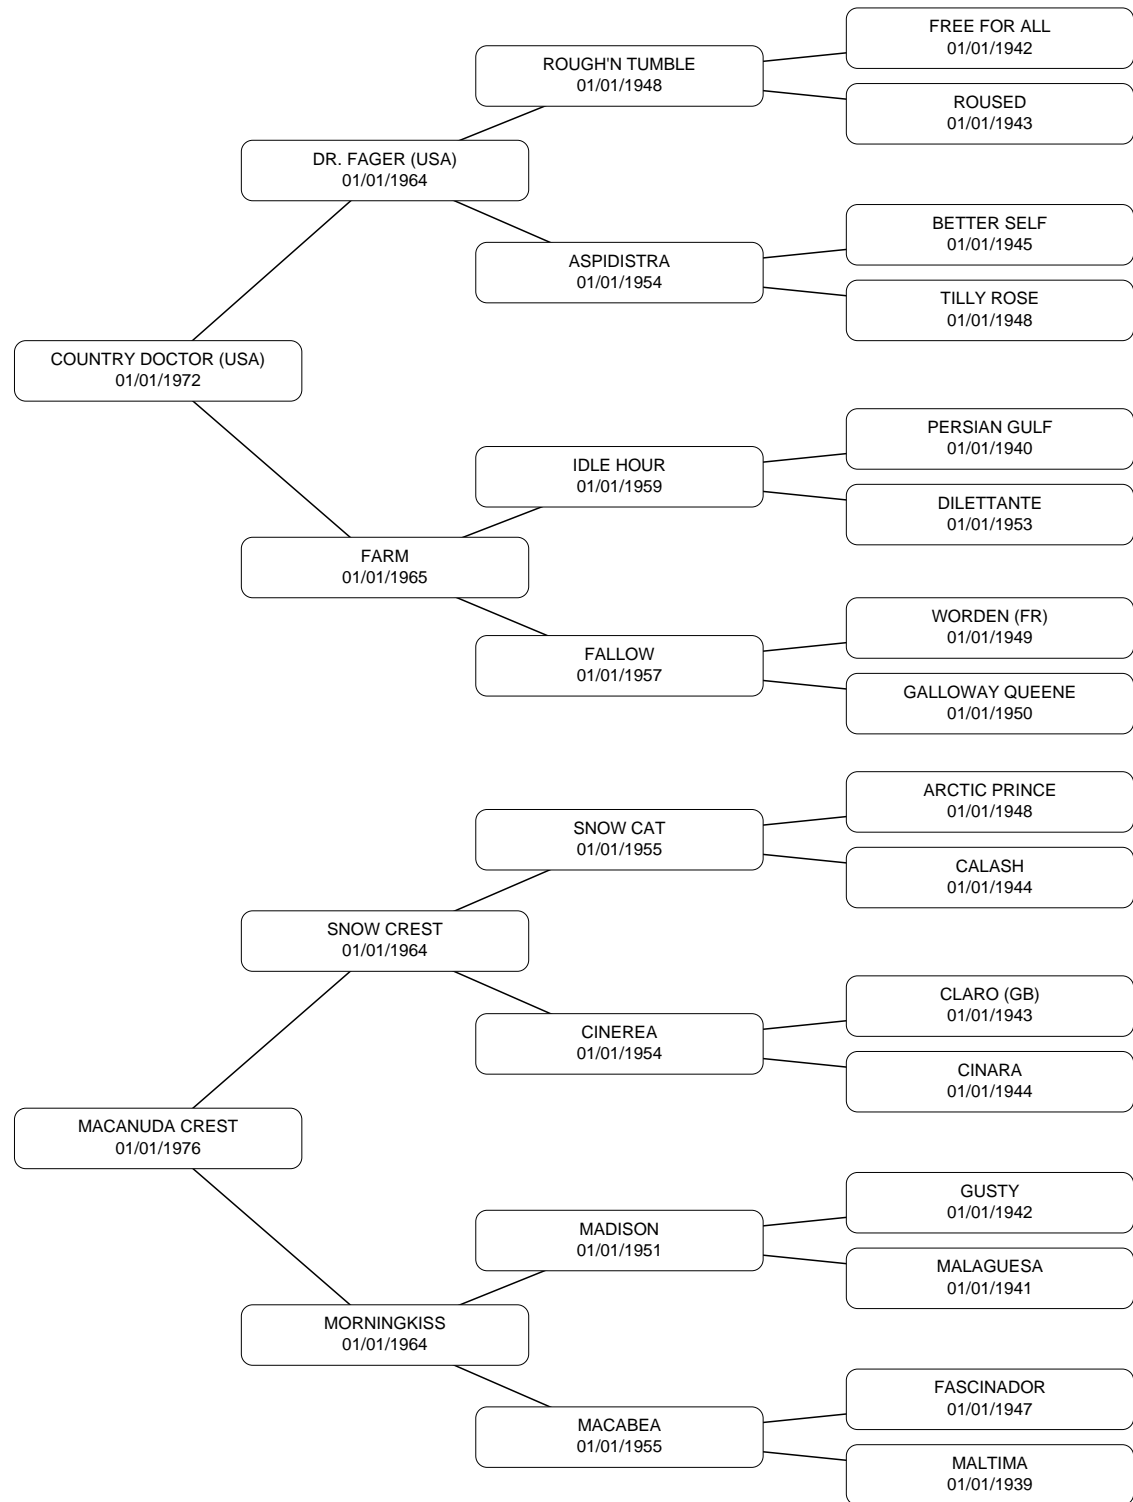 FREE FOR ALL
01/01/1942
ROUGH'N TUMBLE
01/01/1948
ROUSED
01/01/1943
DR. FAGER (USA)
01/01/1964
BETTER SELF
01/01/1945
ASPIDISTRA
01/01/1954
TILLY ROSE
01/01/1948
COUNTRY DOCTOR (USA)
01/01/1972
PERSIAN GULF
01/01/1940
IDLE HOUR
01/01/1959
DILETTANTE
01/01/1953
FARM
01/01/1965
WORDEN (FR)
01/01/1949
FALLOW
01/01/1957
GALLOWAY QUEENE
01/01/1950
ARCTIC PRINCE
01/01/1948
SNOW CAT
01/01/1955
CALASH
01/01/1944
SNOW CREST
01/01/1964
CLARO (GB)
01/01/1943
CINEREA
01/01/1954
CINARA
01/01/1944
MACANUDA CREST
01/01/1976
GUSTY
01/01/1942
MADISON
01/01/1951
MALAGUESA
01/01/1941
MORNINGKISS
01/01/1964
FASCINADOR
01/01/1947
MACABEA
01/01/1955
MALTIMA
01/01/1939